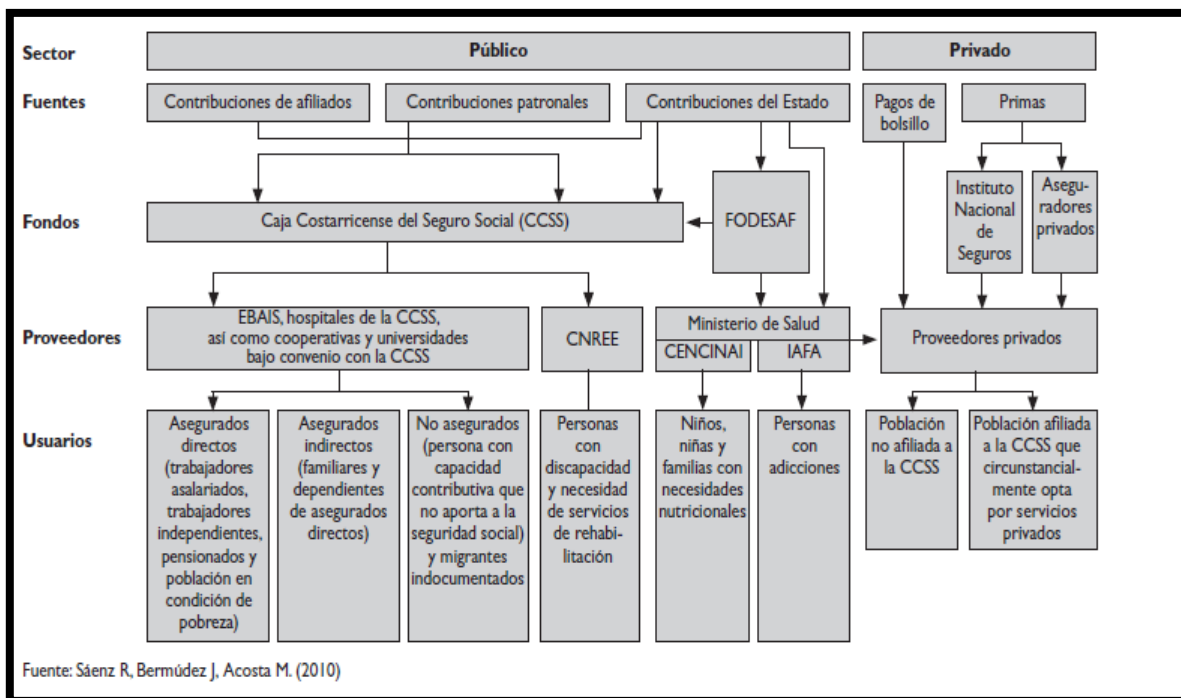 Sector
Público
Privado
Fuentes
Contribuciones de afiliados
Contribuciones patronales
Contribuciones del Estado
Pagos de
bolsillo
Primas
Fondos
Caja Costarricense del Seguro Social (CCSS)
FODESAF
Instituto
Nacional
de
Seguros
Asegu-
radores
privados
Proveedores
EBAIS, hospitales de la CCSS,
así como cooperativas y universidades
bajo convenio con la CCSS
CNREE
Ministerio de Salud
CENCINAI
IAFA
Proveedores privados
Usuarios
Asegurados
directos
(trabajadores
asalariados,
trabajadores
independientes,
pensionados y
población en
condición de
pobreza)
Asegurados
indirectos
(familiares y
dependientes
de asegurados
directos)
No asegurados
(persona con
capacidad
contributiva que
no aporta a la
seguridad social)
y migrantes
indocumentados
Personas
con
discapacidad
y necesidad
de servicios
de rehabi-
litación
Niños,
niñas y
familias con
necesidades
nutricionales
Personas
con
adicciones
Población
no afiliada a
la CCSS
Población afiliada
a la CCSS que
circunstancial-
mente opta
por servicios
privados
Fuente: Sáenz R, Bermúdez J, Acosta M. (2010)